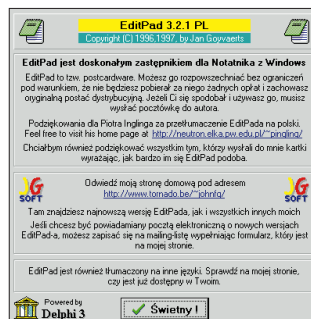 EditPad 3.2.1 PL
Copyright (C) 1996,1997, by Jan Goyvaerts
EditPad jest doskonałym zastępnikiem dla Notatnika z Windows
EditPad to tzw. postcardware. Możesz go rozpowszechniać bez ograniczeń
pod warunkiem, że nie będziesz pobierał za niego żadnych opłat i zachowasz
oryginalną postać dystrybucyjną. Jeżeli Ci się spodobał i używasz go, musisz
wysłać pocztówkę do autora.
Podziękowania dla Piotra Inglinga za przetłumaczenie EditPada na polski.
Feel free to visit his home page at http://neutron.elka.pw.edu.pl/~pingling/
Chciałbym również podziękować wszystkim tym, którzy wysłali do mnie kartki
wyrażając, jak bardzo im się EditPad podoba.
JG SOFT
Odwiedź moją stronę domową pod adresem
http://www.tornado.be/~johnfg/
JG SOFT
Tam znajdziesz najnowszą wersję EditPada, jak i wszystkich innych moich
Jeśli chcesz być powiadamiany pocztą elektroniczną o nowych wersjach
EditPad-a, możesz zapisać się na mailing-listę wypełniając formularz, który jest
na mojej stronie.
EditPad jest również tłumaczony na inne języki. Sprawdź na mojej stronie,
czy jest już dostępny w Twoim.
Powered by
Delphi 3
Świetny !